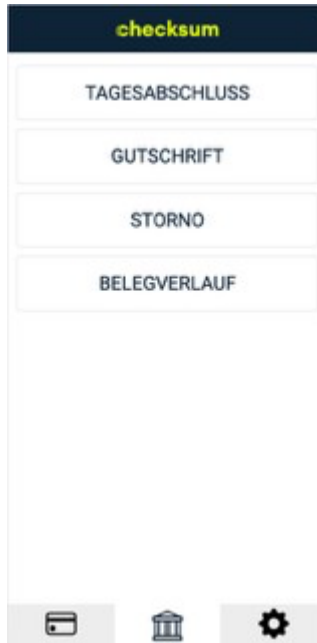 checksum
TAGESABSCHLUSS
GUTSCHRIFT
STORNO
BELEGVERLAUF